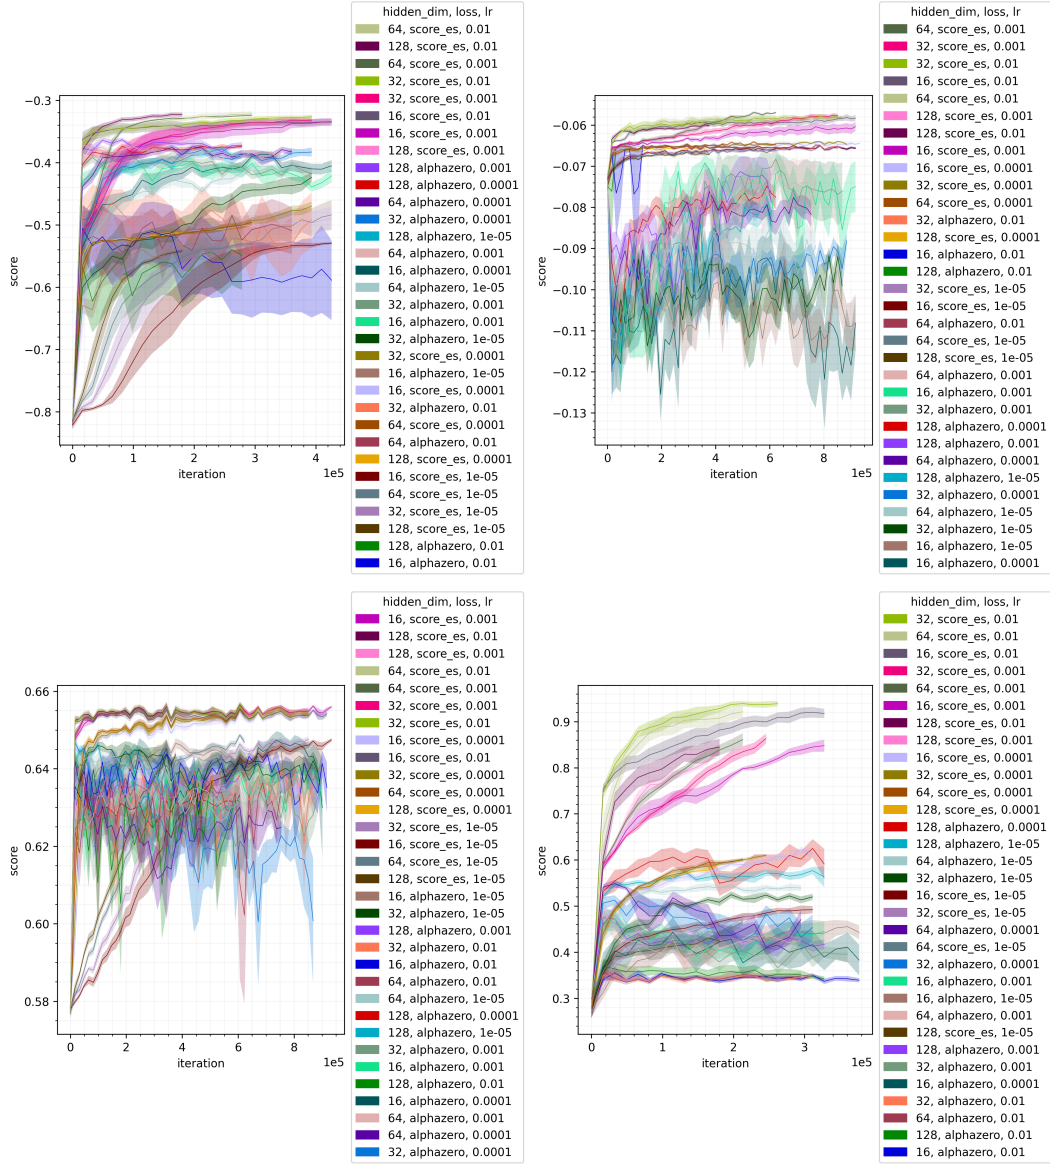 hidden_dim, loss, lr
64, score_es, 0.01
128, score_es, 0.01
64, score_es, 0.001
32, score_es, 0.01
32, score_es, 0.001
16, score_es, 0.01
16, score_es, 0.001
128, score_es, 0.001
128, alphazero, 0.001
128, alphazero, 0.0001
64, alphazero, 0.0001
32, alphazero, 0.0001
128, alphazero, 1e-05
64, alphazero, 0.001
16, alphazero, 0.0001
64, alphazero, 1e-05
32, alphazero, 0.001
16, alphazero, 0.001
32, alphazero, 1e-05
32, score_es, 0.0001
16, alphazero, 1e-05
16, score_es, 0.0001
32, alphazero, 0.01
64, score_es, 0.0001
64, alphazero, 0.01
128, score_es, 0.0001
16, score_es, 1e-05
64, score_es, 1e-05
32, score_es, 1e-05
128, score_es, 1e-05
128, alphazero, 0.01
16, alphazero, 0.01
−0.3
−0.4
−0.5
−0.6
−0.7
−0.8
score
0
1
2
3
4
iteration
1e5
hidden_dim, loss, lr
64, score_es, 0.001
32, score_es, 0.001
32, score_es, 0.01
16, score_es, 0.01
64, score_es, 0.01
128, score_es, 0.001
128, score_es, 0.01
16, score_es, 0.001
16, score_es, 0.0001
32, score_es, 0.0001
64, score_es, 0.0001
32, alphazero, 0.01
128, score_es, 0.0001
16, alphazero, 0.01
128, alphazero, 0.01
32, score_es, 1e-05
16, score_es, 1e-05
64, alphazero, 0.01
64, score_es, 1e-05
128, score_es, 1e-05
64, alphazero, 0.001
16, alphazero, 0.001
32, alphazero, 0.001
128, alphazero, 0.0001
128, alphazero, 0.001
64, alphazero, 0.0001
128, alphazero, 1e-05
32, alphazero, 0.0001
64, alphazero, 1e-05
32, alphazero, 1e-05
16, alphazero, 1e-05
16, alphazero, 0.0001
−0.06
−0.07
−0.08
−0.09
−0.10
−0.11
−0.12
−0.13
score
0
2
4
6
8
iteration
1e5
hidden_dim, loss, lr
16, score_es, 0.001
128, score_es, 0.01
128, score_es, 0.001
64, score_es, 0.01
64, score_es, 0.001
32, score_es, 0.001
32, score_es, 0.01
16, score_es, 0.0001
16, score_es, 0.01
32, score_es, 0.0001
64, score_es, 0.0001
128, score_es, 0.0001
32, score_es, 1e-05
16, score_es, 1e-05
64, score_es, 1e-05
128, score_es, 1e-05
16, alphazero, 1e-05
32, alphazero, 1e-05
128, alphazero, 0.001
32, alphazero, 0.01
16, alphazero, 0.01
64, alphazero, 0.01
64, alphazero, 1e-05
128, alphazero, 0.0001
128, alphazero, 1e-05
32, alphazero, 0.001
16, alphazero, 0.001
128, alphazero, 0.01
16, alphazero, 0.0001
64, alphazero, 0.001
64, alphazero, 0.0001
32, alphazero, 0.0001
0.66
0.64
0.62
0.60
0.58
score
0
2
4
6
8
iteration
1e5
hidden_dim, loss, lr
32, score_es, 0.01
64, score_es, 0.01
16, score_es, 0.01
32, score_es, 0.001
64, score_es, 0.001
16, score_es, 0.001
128, score_es, 0.01
128, score_es, 0.001
16, score_es, 0.0001
32, score_es, 0.0001
64, score_es, 0.0001
128, score_es, 0.0001
128, alphazero, 0.0001
128, alphazero, 1e-05
64, alphazero, 1e-05
32, alphazero, 1e-05
16, score_es, 1e-05
32, score_es, 1e-05
64, alphazero, 0.0001
64, score_es, 1e-05
32, alphazero, 0.0001
16, alphazero, 0.001
16, alphazero, 1e-05
64, alphazero, 0.001
128, score_es, 1e-05
128, alphazero, 0.001
32, alphazero, 0.001
16, alphazero, 0.0001
32, alphazero, 0.01
64, alphazero, 0.01
128, alphazero, 0.01
16, alphazero, 0.01
0.9
0.8
0.7
0.6
0.5
0.4
0.3
score
0
1
2
3
iteration
1e5